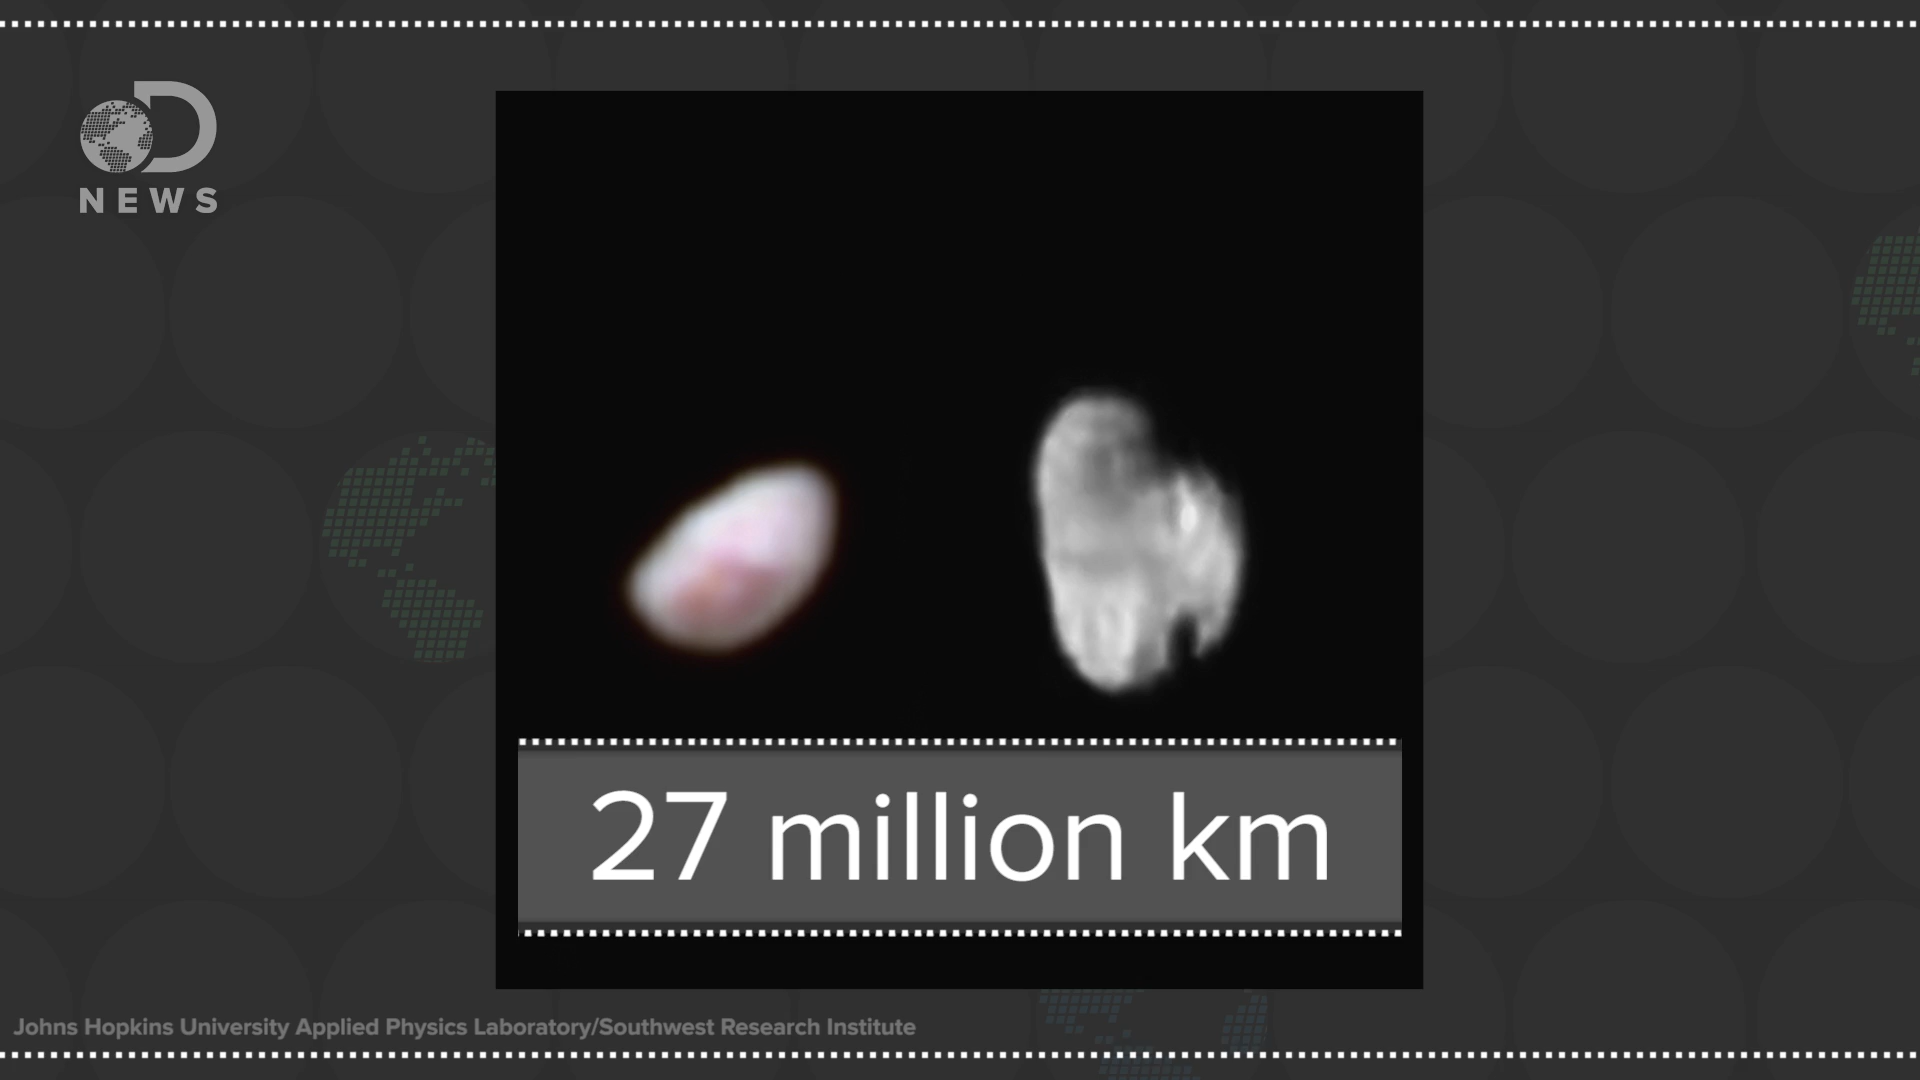 NEWS
27 million km
Johns Hopkins University Applied Physics Laboratory/Southwest Research Institute